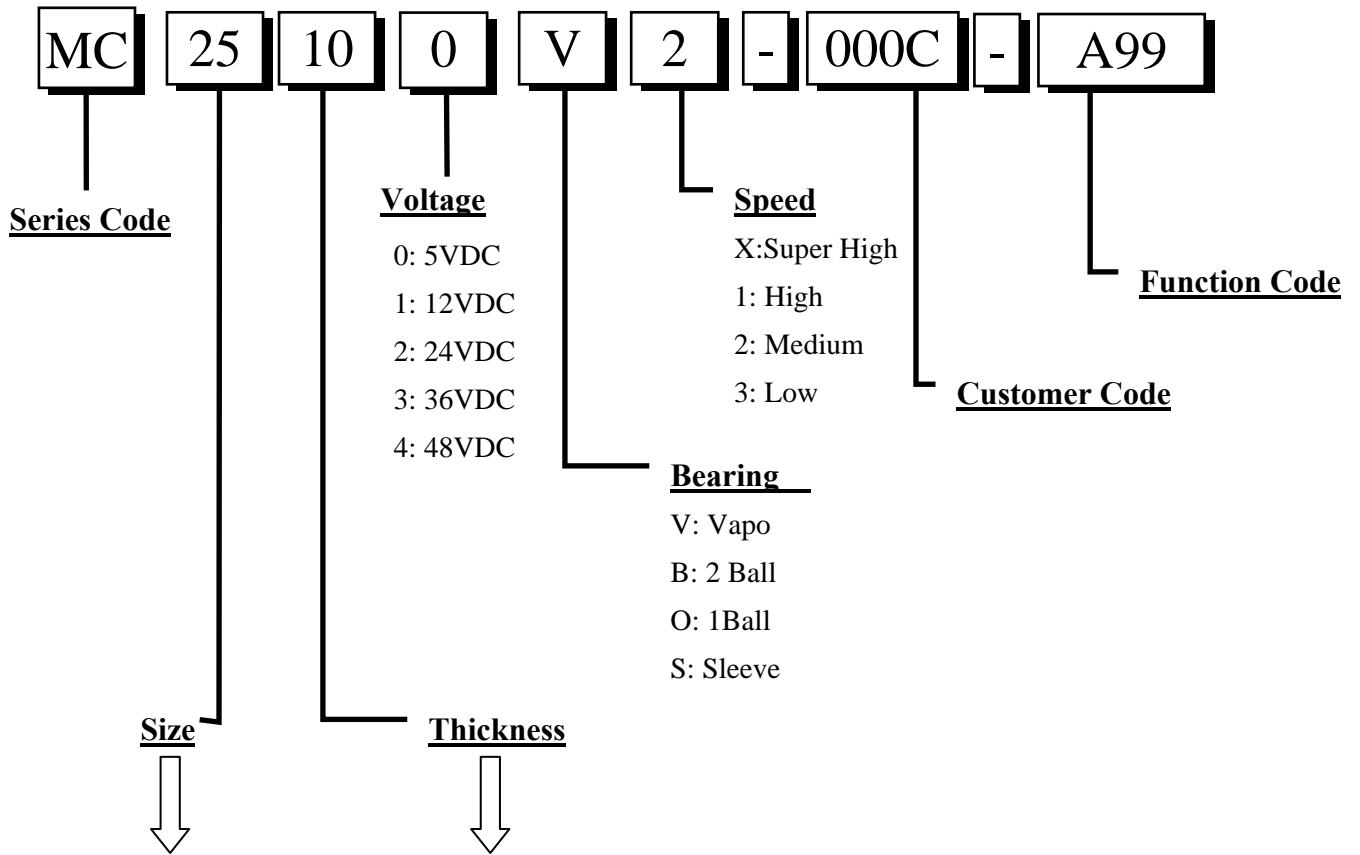 MC 25 10 0 V 2 - 000C - A99
Series Code
Voltage
0: 5VDC
1: 12VDC
2: 24VDC
3: 36VDC
4: 48VDC
Speed
X:Super High
1: High
2: Medium
3: Low
Function Code
Customer Code
Bearing
V: Vapo
B: 2 Ball
O: 1Ball
S: Sleeve
Size
Thickness